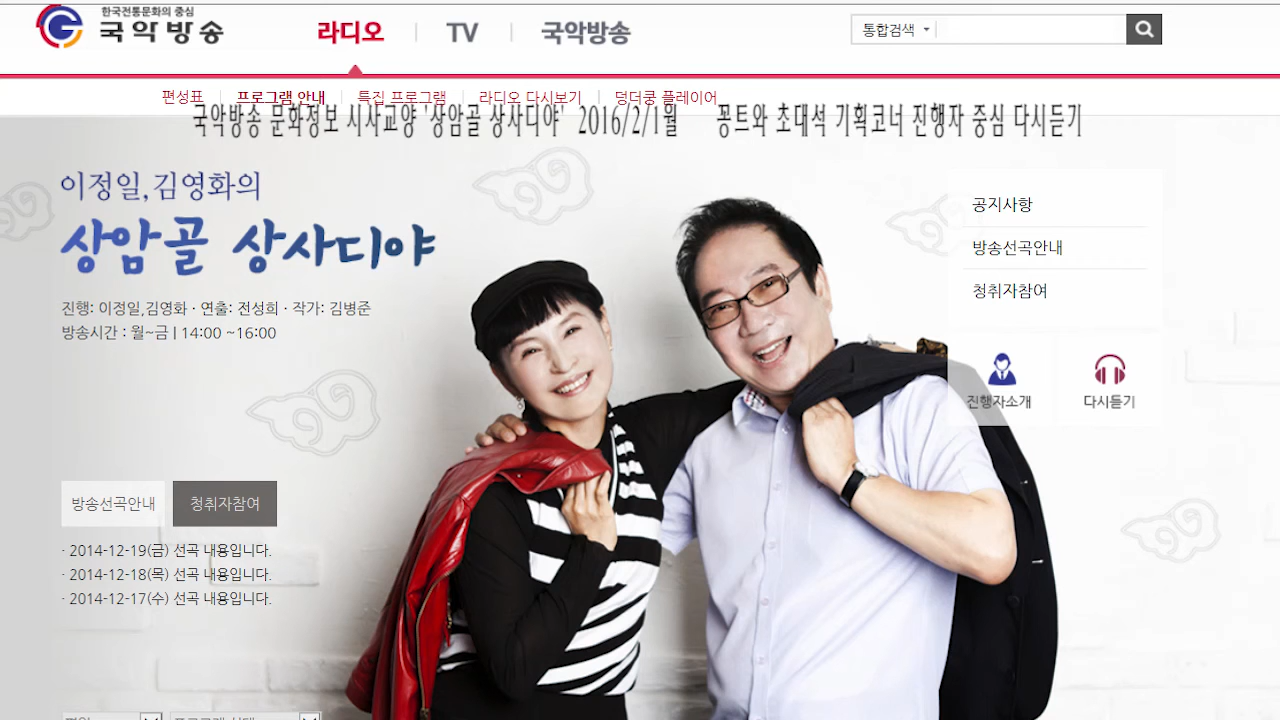 한국전통문화의 중심
국악방송
라디오 | TV | 국악방송
통합검색
편성표 | 프로그램 안내 | 특집 프로그램 | 라디오 다시보기 | 덩더쿵 플레이어
국악방송 문화정보 시사교양 '상암골 상사디야' 2016/2/1월 꽁트와 초대석 기획코너 진행자 중심 다시듣기
이정일,김영화의
상암골 상사디야
진행: 이정일,김영화 · 연출: 전성희 · 작가: 김병준
방송시간 : 월~금 | 14:00 ~16:00
공지사항
방송선곡안내
청취자참여
진행자소개 다시듣기
방송선곡안내 청취자참여
· 2014-12-19(금) 선곡 내용입니다.
· 2014-12-18(목) 선곡 내용입니다.
· 2014-12-17(수) 선곡 내용입니다.